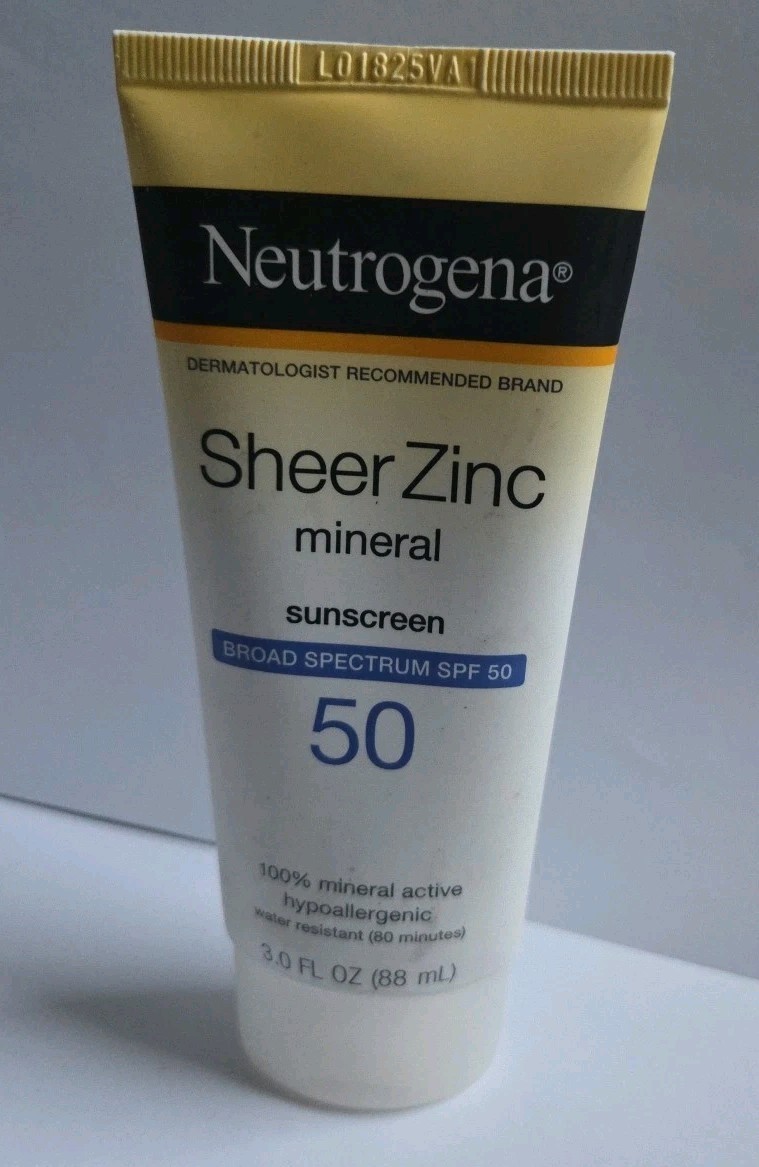 L01825VA
Neutrogena®
DERMATOLOGIST RECOMMENDED BRAND
Sheer Zinc
mineral
sunscreen
BROAD SPECTRUM SPF 50
50
100% mineral active
hypoallergenic
water resistant (80 minutes)
3.0 FL OZ (88 mL)